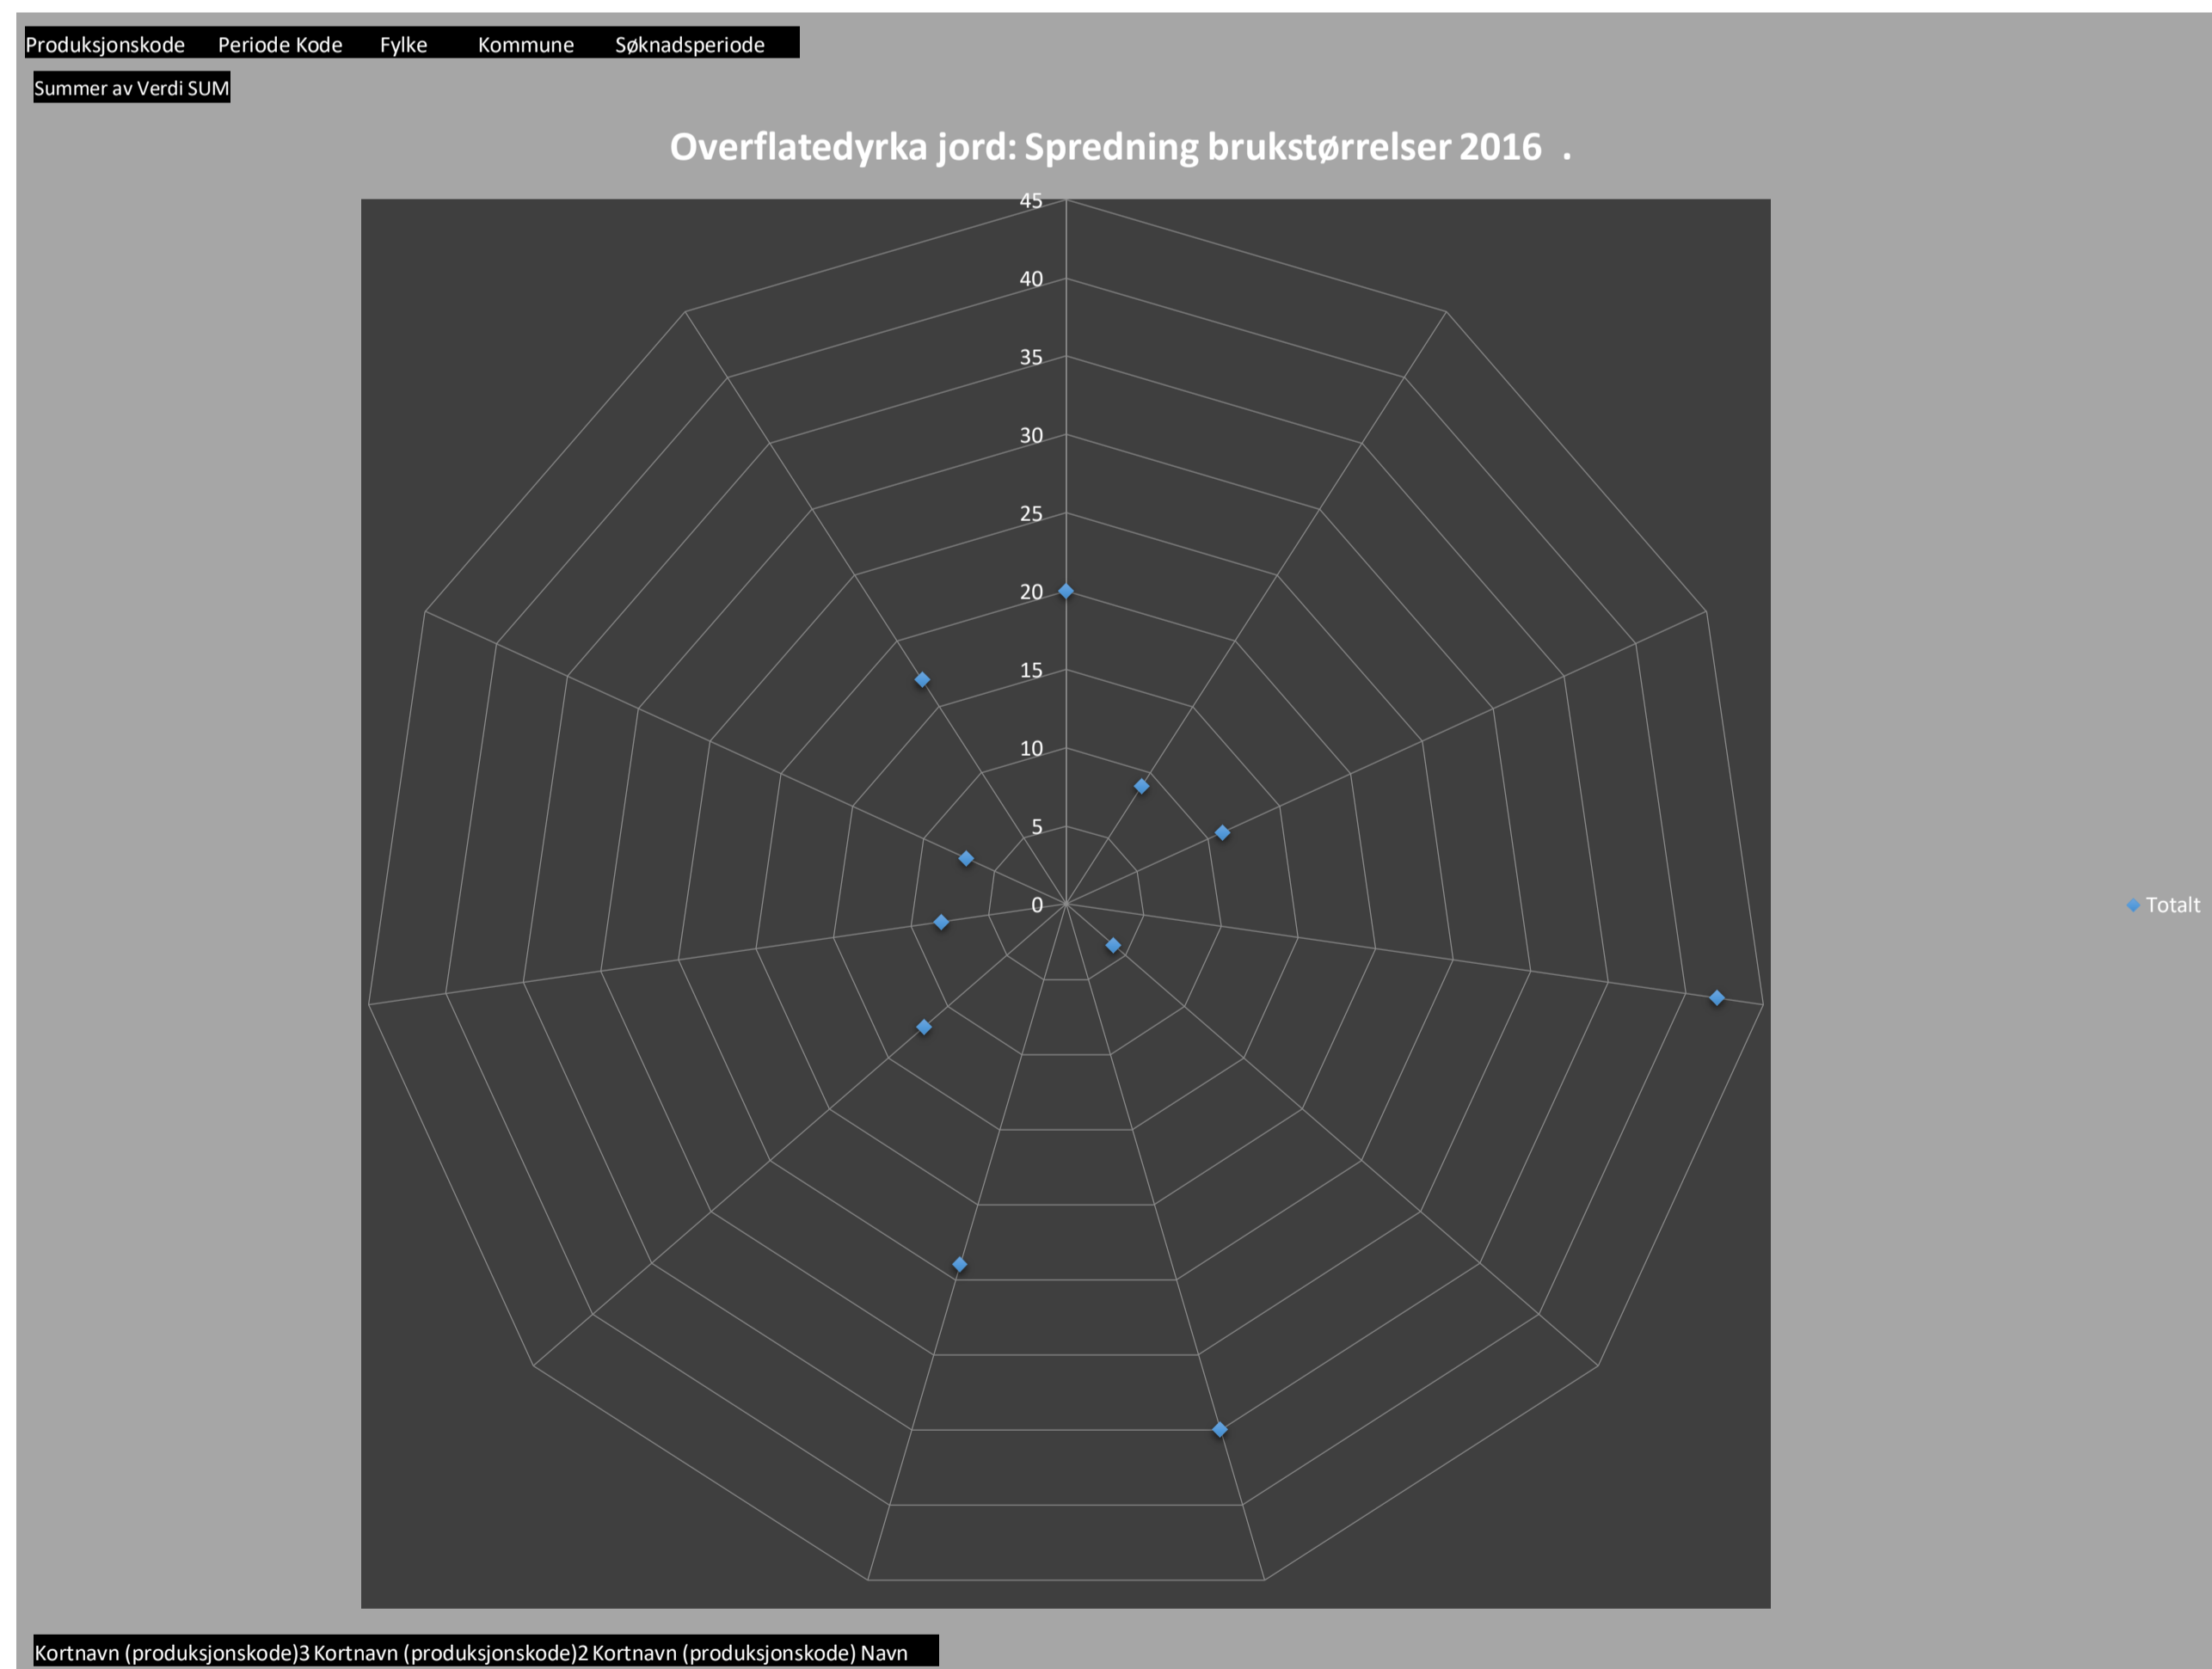 Produksjonskode Periode Kode Fylke Kommune Søknadsperiode
Summer av Verdi SUM
Overflatedyrka jord: Spredning brukstørrelser 2016 .
45
40
35
30
25
20
15
10
5
0
Totalt
Kortnavn (produksjonskode)3 Kortnavn (produksjonskode)2 Kortnavn (produksjonskode) Navn